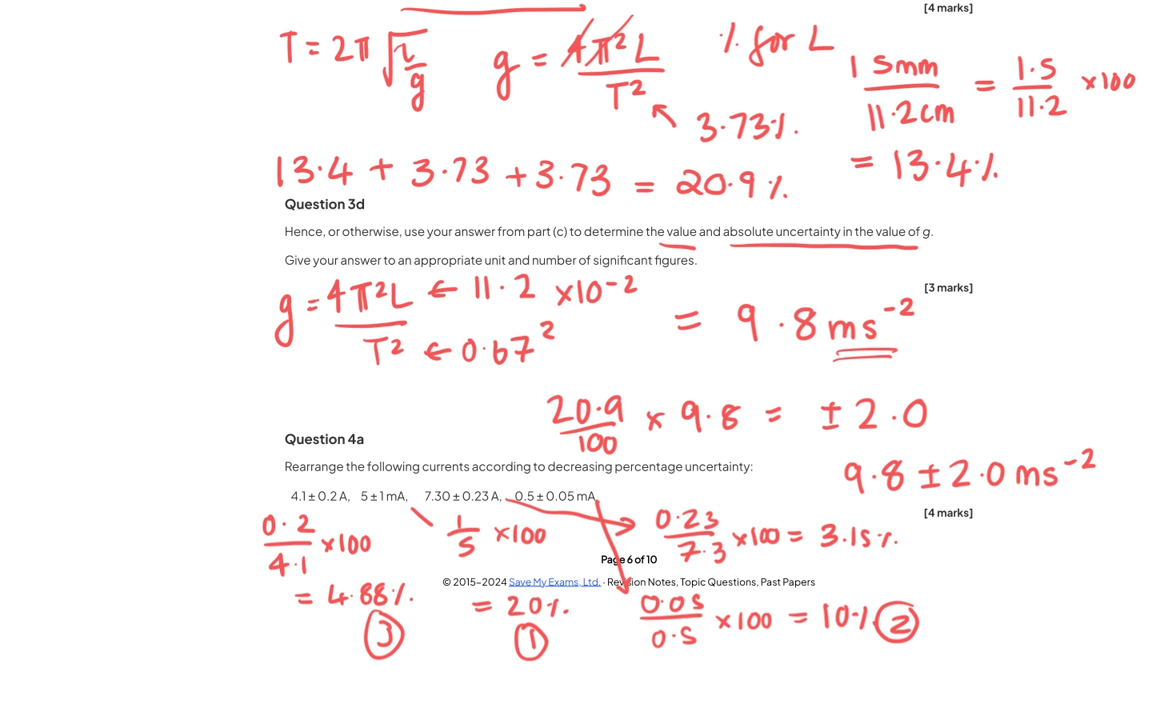 [4 marks]
T = 2π √(L/g)
g = 4π²L / T²
% for L
1 5mm / 11.2cm = 1.5 / 11.2 ×100
3.73%.
= 13.4%
13.4 + 3.73 + 3.73 = 20.9%.
Question 3d
Hence, or otherwise, use your answer from part (c) to determine the value and absolute uncertainty in the value of g.
Give your answer to an appropriate unit and number of significant figures.
[3 marks]
g = 4π²L / T² ← 11.2 ×10⁻²
← 0.67²
= 9.8 ms⁻²
20.9 / 100 × 9.8 = ± 2.0
Question 4a
Rearrange the following currents according to decreasing percentage uncertainty:
9.8 ± 2.0 ms⁻²
4.1 ± 0.2 A, 5 ± 1 mA, 7.30 ± 0.23 A, 0.5 ± 0.05 mA
[4 marks]
0.2 / 4.1 ×100
1 / 5 ×100
0.23 / 7.3 ×100 = 3.15%.
Page 6 of 10
© 2015–2024 Save My Exams, Ltd. · Revision Notes, Topic Questions, Past Papers
= 4.88%.
= 20%.
0.05 / 0.5 ×100 = 10% ②
③
①